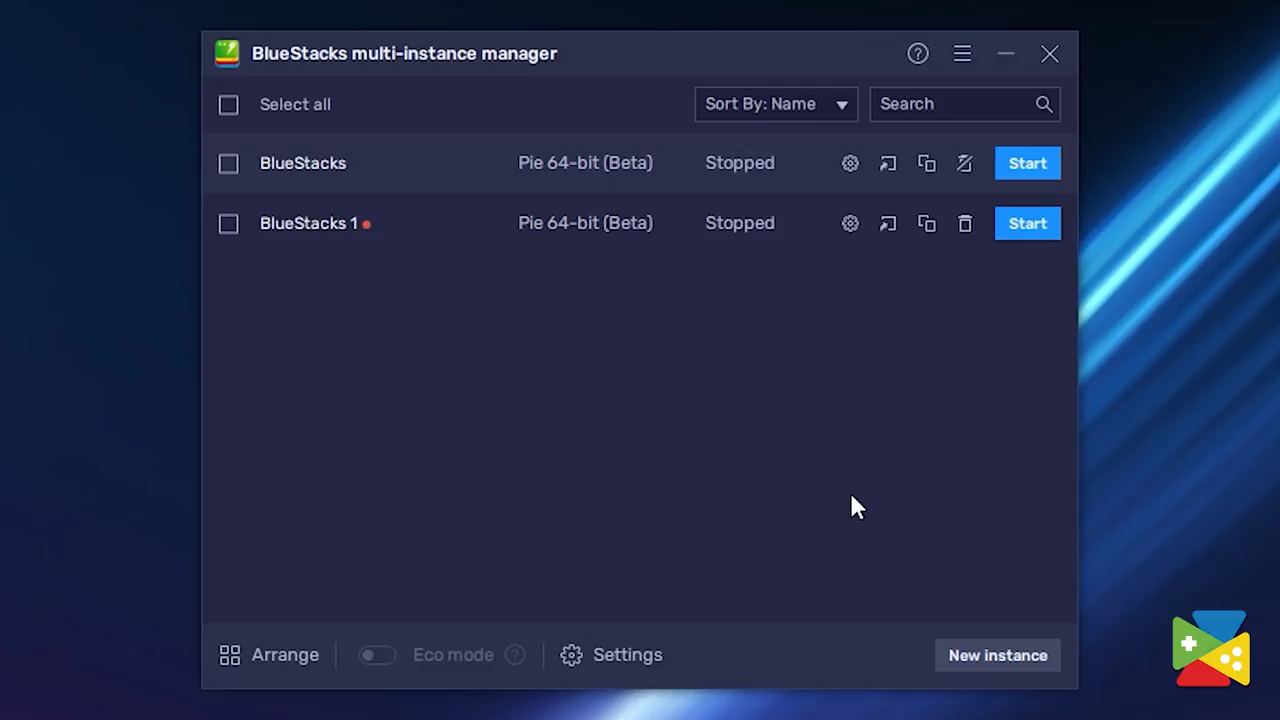 BlueStacks multi-instance manager
Select all
Sort By: Name
Search
BlueStacks Pie 64-bit (Beta) Stopped Start
BlueStacks 1 Pie 64-bit (Beta) Stopped Start
Arrange Eco mode Settings New instance